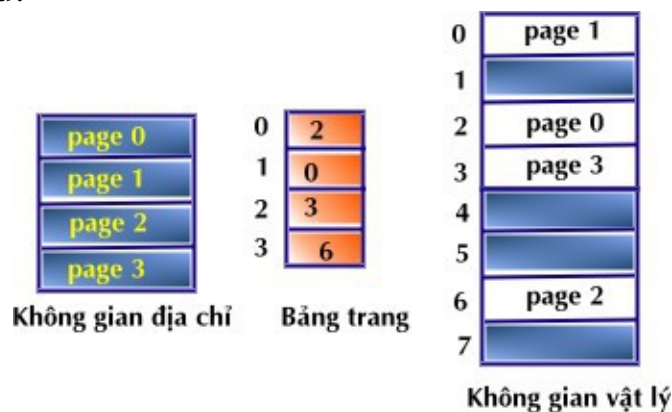 page 0
page 1
page 2
page 3
Không gian địa chỉ
0 2
1 0
2 3
3 6
Bảng trang
0 page 1
1
2 page 0
3 page 3
4
5
6 page 2
7
Không gian vật lý